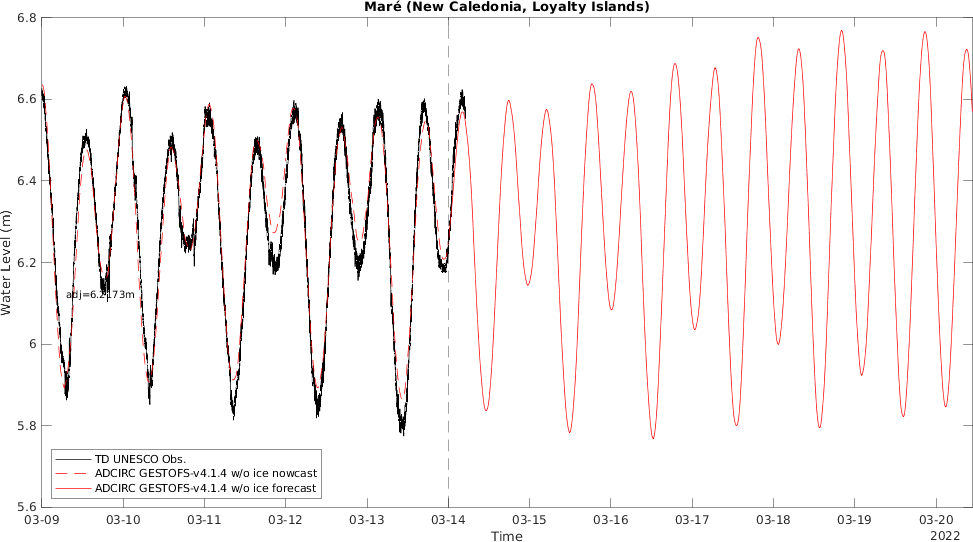 Maré (New Caledonia, Loyalty Islands)
6.8
6.6
6.4
6.2
6
5.8
5.6
Water Level (m)
adj=6.2173m
TD UNESCO Obs.
ADCIRC GESTOFS-v4.1.4 w/o ice nowcast
ADCIRC GESTOFS-v4.1.4 w/o ice forecast
03-09 03-10 03-11 03-12 03-13 03-14 03-15 03-16 03-17 03-18 03-19 03-20
Time
2022